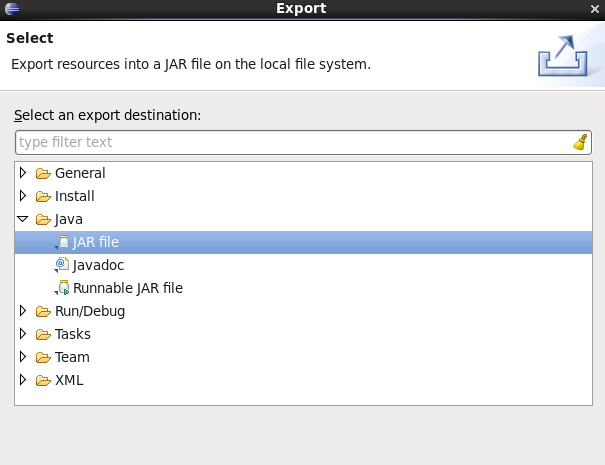 Export
Select
Export resources into a JAR file on the local file system.
Select an export destination:
type filter text
General
Install
Java
JAR file
Javadoc
Runnable JAR file
Run/Debug
Tasks
Team
XML